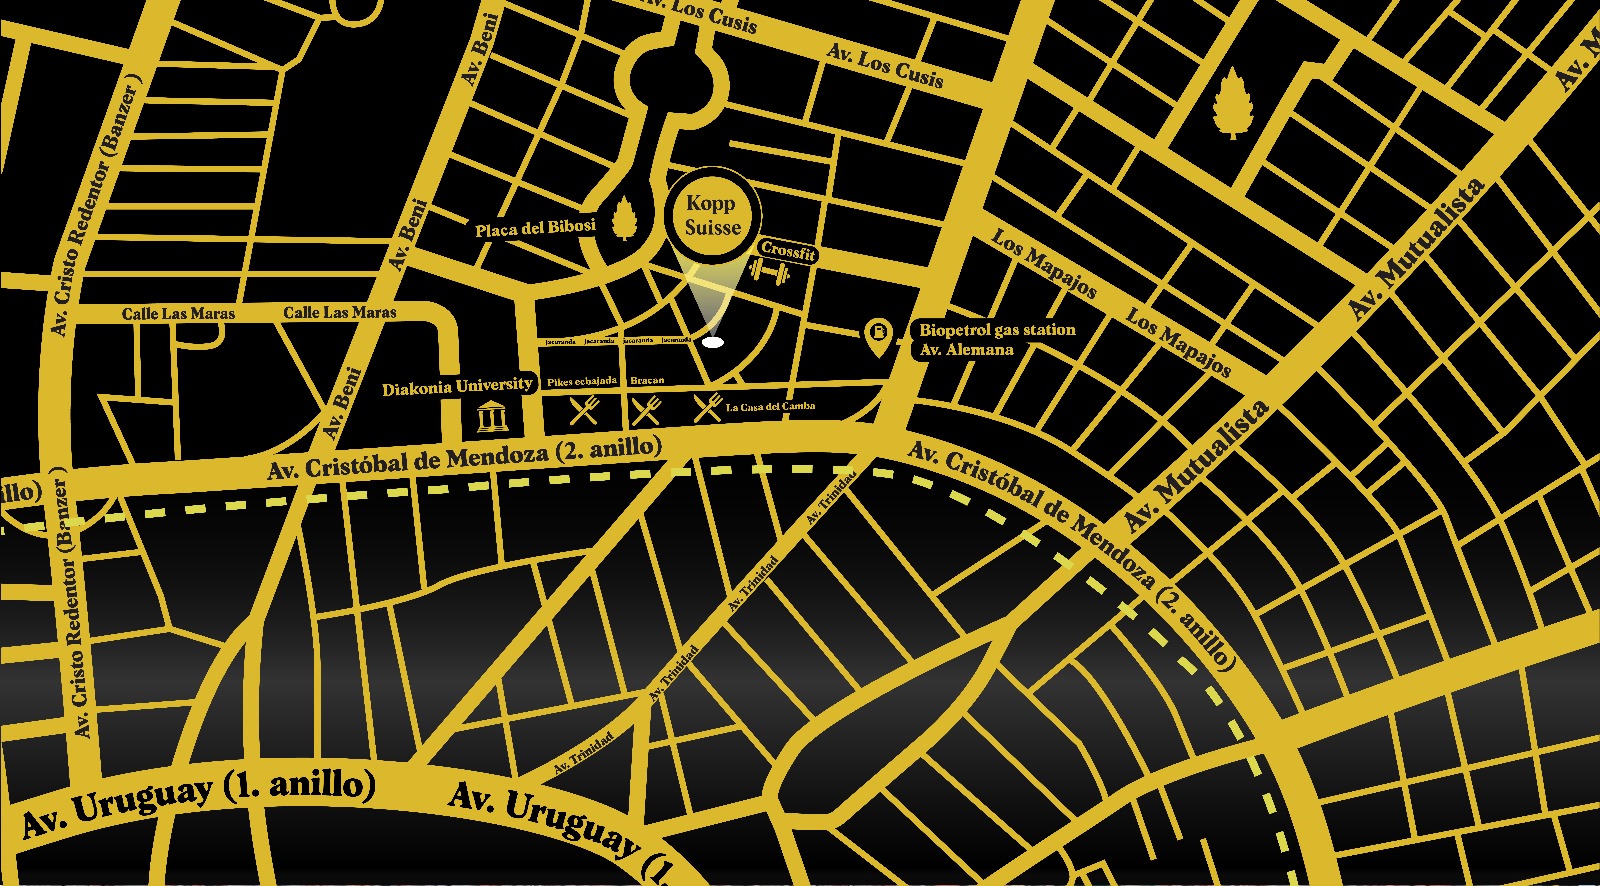 Av. Los Cusis
Av. Los Cusis
Av. Beni
Av. Cristo Redentor (Banzer )
Kopp
Suisse
Placa del Bibosi
Av. Beni
Crossfit
Av. Mutualista
Los Mapajos
Los Mapajos
Calle Las Maras
Calle Las Maras
Biopetrol gas station
Av. Alemana
Jacaranda
Jacaranda
Jacaranda
Jacaranda
Diakonia University
Pikes echajada
Bracan
La Casa del Camba
Av. Beni
Av. Mutualista
Av. Cristóbal de Mendoza (2. anillo)
Av. Cristóbal de Mendoza (2. anillo)
illo)
Av. Cristo Redentor (Banzer)
Av. Trinidad
Av. Trinidad
Av. Trinidad
Av. Trinidad
Av. Uruguay (1. anillo)
Av. Uruguay (1.
Av. M